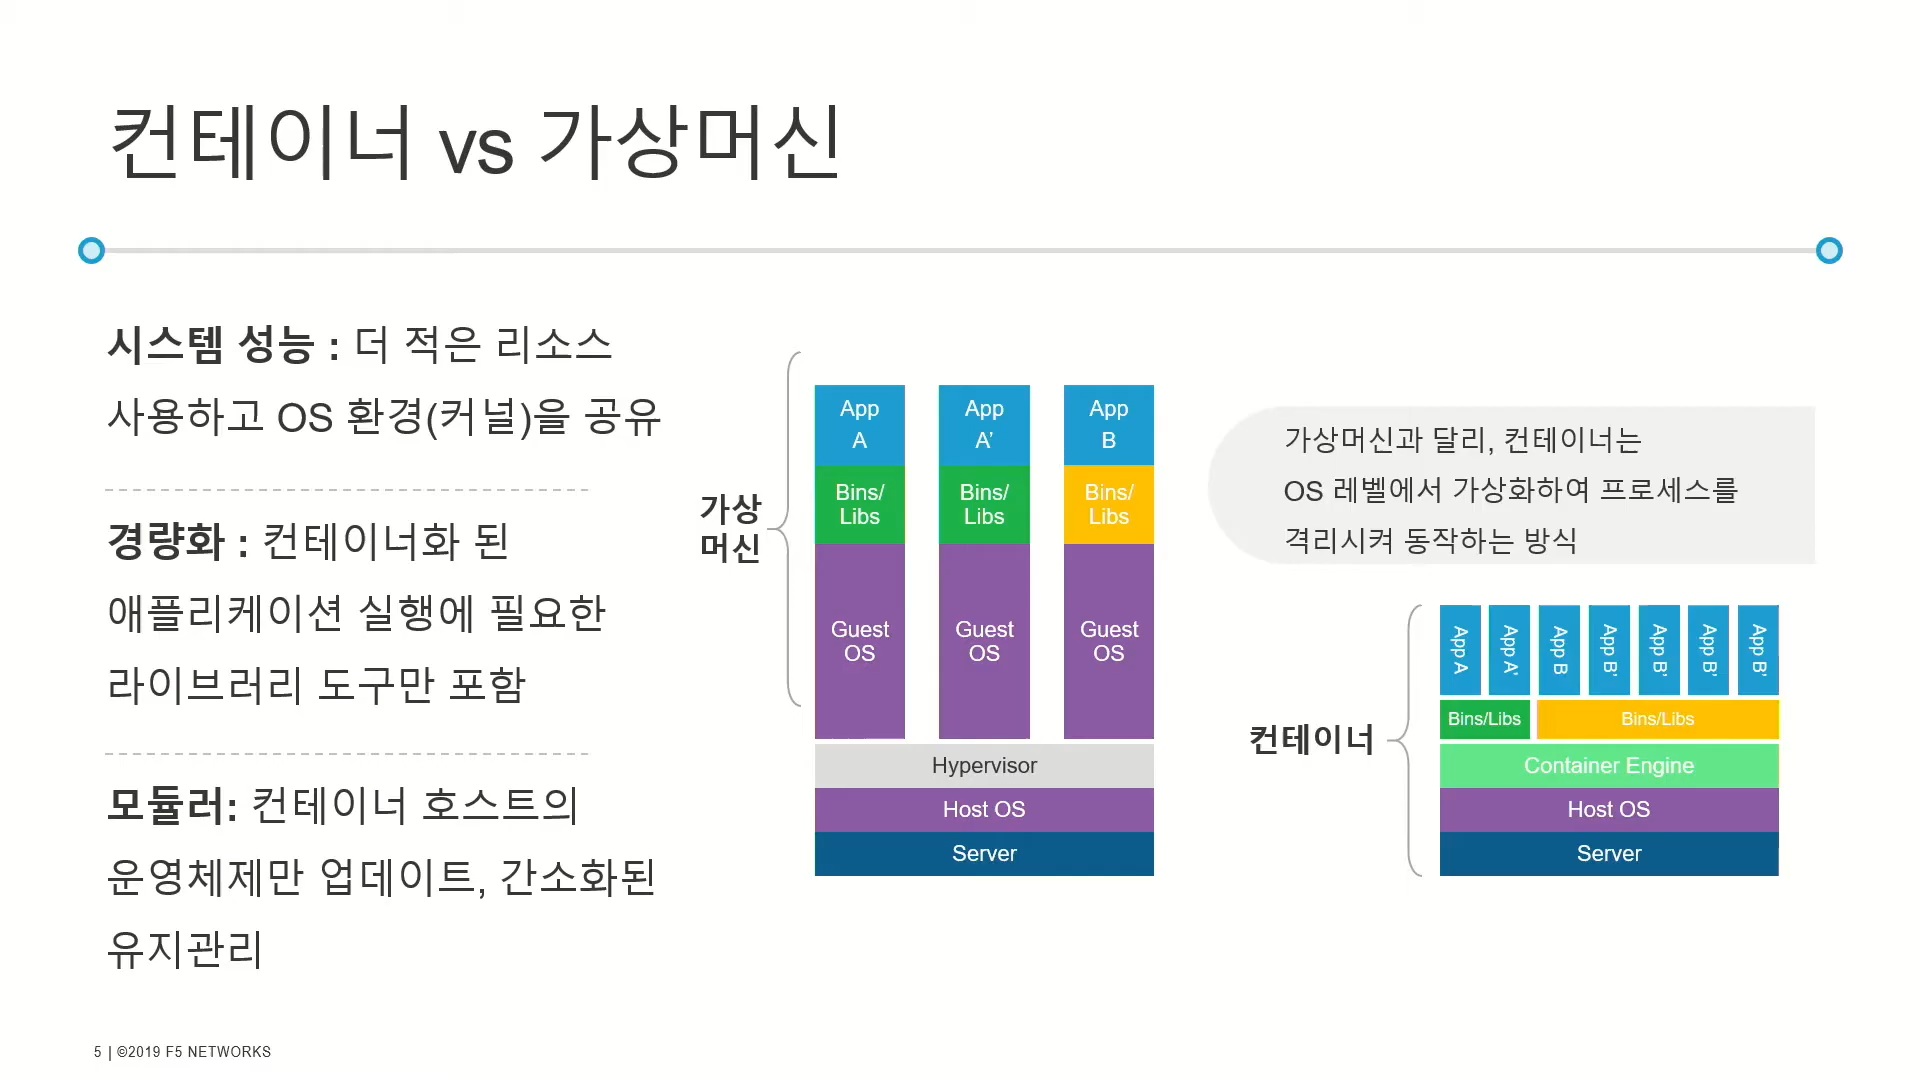 컨테이너 vs 가상머신
시스템 성능 : 더 적은 리소스
사용하고 OS 환경(커널)을 공유
경량화 : 컨테이너화 된
애플리케이션 실행에 필요한
라이브러리 도구만 포함
모듈러: 컨테이너 호스트의
운영체제만 업데이트, 간소화된
유지관리
가상
머신
App
A
App
A’
App
B
Bins/
Libs
Bins/
Libs
Bins/
Libs
Guest
OS
Guest
OS
Guest
OS
Hypervisor
Host OS
Server
가상머신과 달리, 컨테이너는
OS 레벨에서 가상화하여 프로세스를
격리시켜 동작하는 방식
컨테이너
App A
App A’
App B
App B’
App B’
App B’
App B’
Bins/Libs
Bins/Libs
Container Engine
Host OS
Server
5 | ©2019 F5 NETWORKS